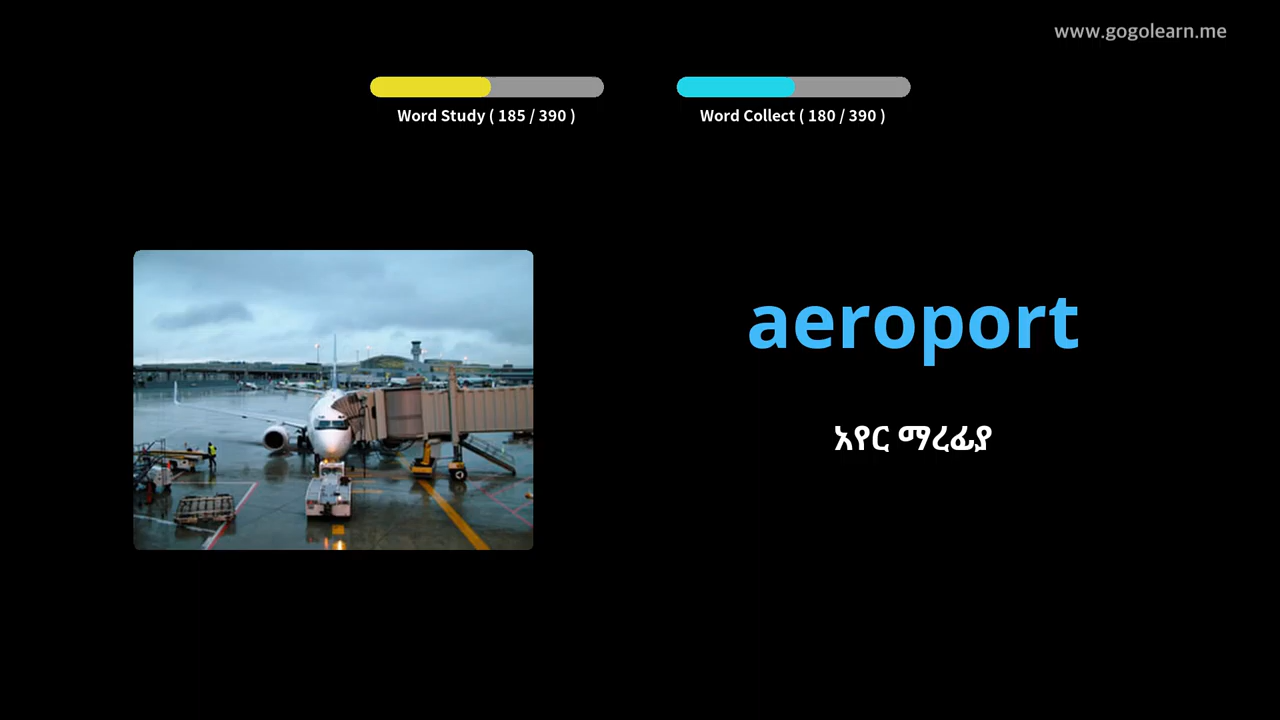 www.gogolearn.me
Word Study ( 185 / 390 )
Word Collect ( 180 / 390 )
aeroport
አየር ማረፊያ